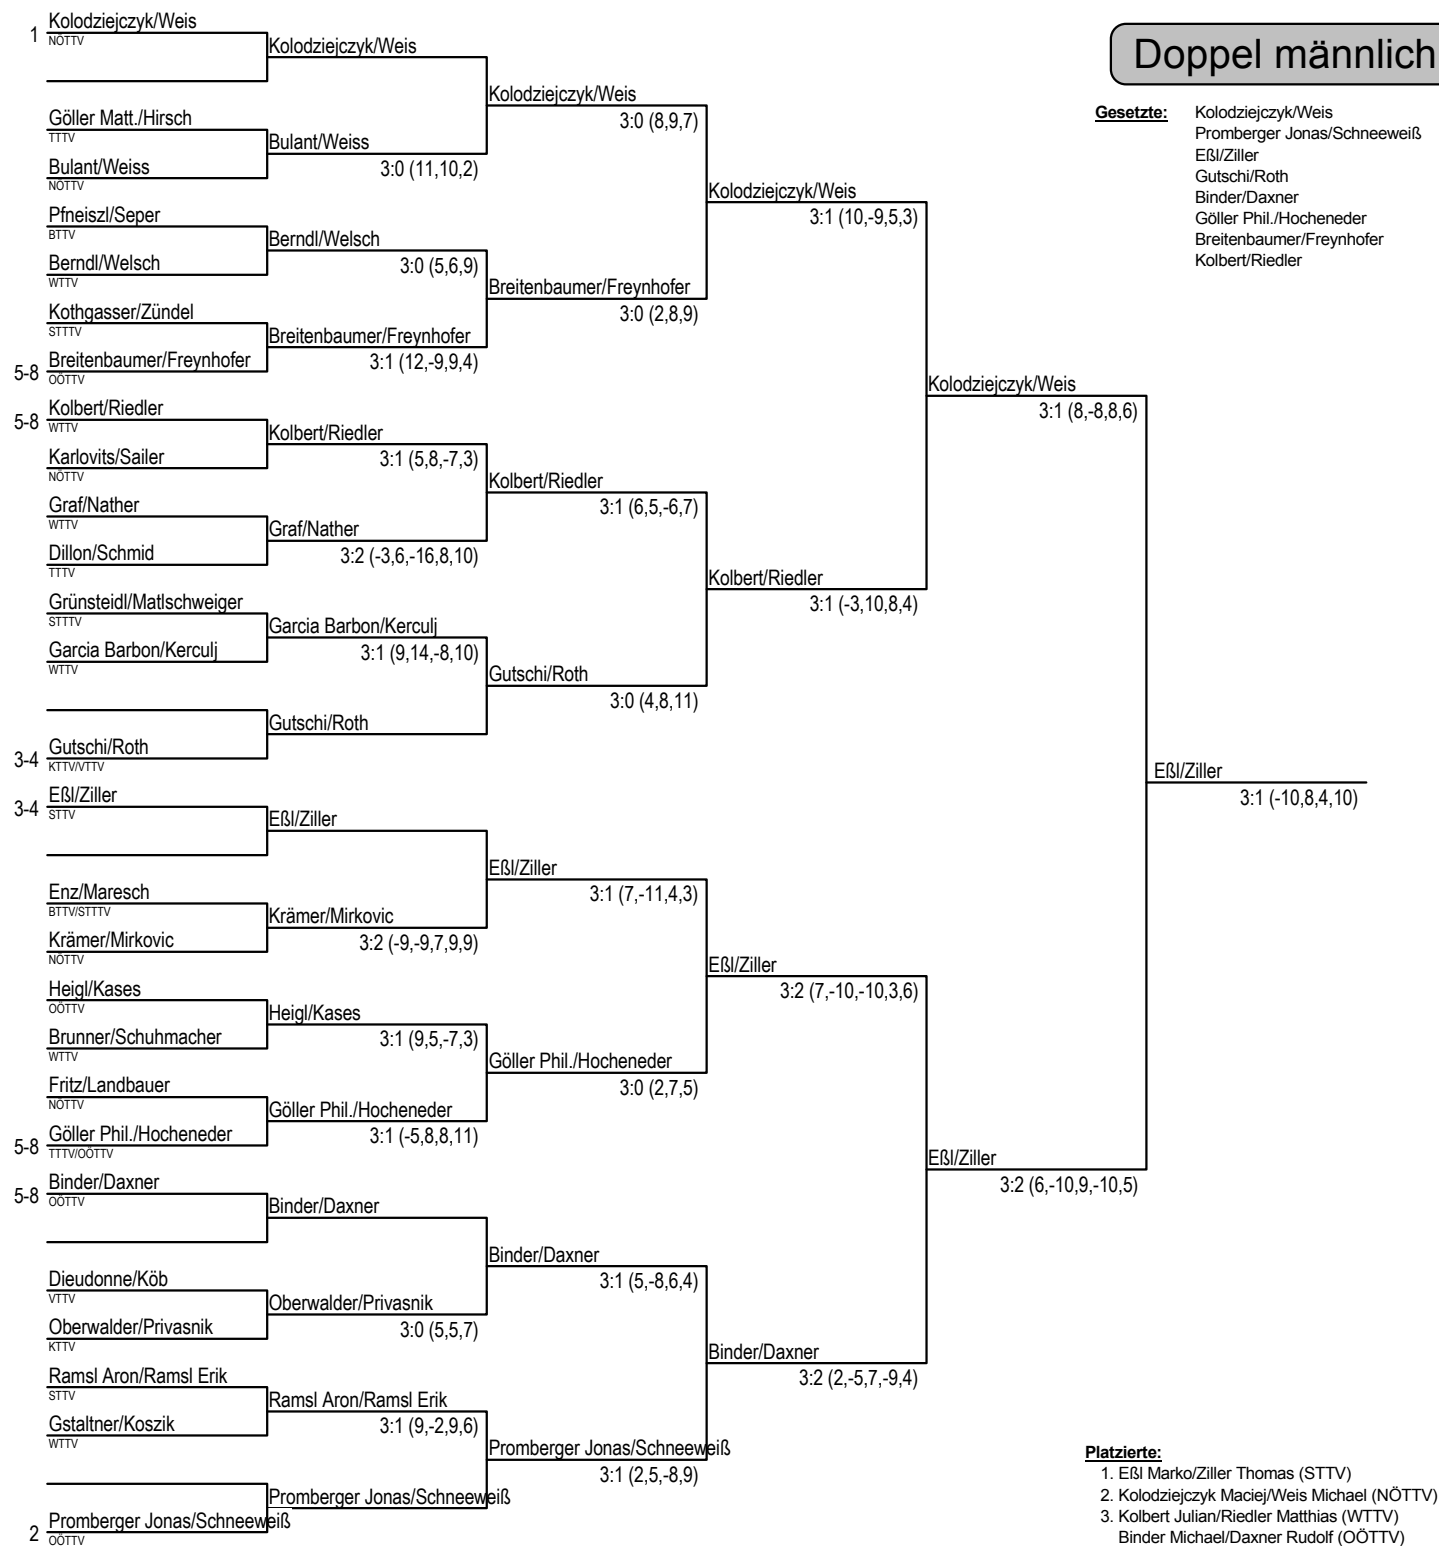 Doppel männlich
Gesetzte:
Kolodziejczyk/Weis
Promberger Jonas/Schneeweiß
Eßl/Ziller
Gutschi/Roth
Binder/Daxner
Göller Phil./Hocheneder
Breitenbaumer/Freynhofer
Kolbert/Riedler
1 Kolodziejczyk/Weis
NÖTTV
Göller Matt./Hirsch
TTTV
Bulant/Weiss
NÖTTV
Pfneiszl/Seper
BTTV
Berndl/Welsch
WTTV
Kothgasser/Zündel
STTTV
5-8 Breitenbaumer/Freynhofer
OÖTTV
5-8 Kolbert/Riedler
WTTV
Karlovits/Sailer
NÖTTV
Graf/Nather
WTTV
Dillon/Schmid
TTTV
Grünsteidl/Matlschweiger
STTTV
Garcia Barbon/Kerculj
WTTV
3-4 Gutschi/Roth
KTTV/VTTV
3-4 Eßl/Ziller
STTV
Enz/Maresch
BTTV/STTTV
Krämer/Mirkovic
NÖTTV
Heigl/Kases
OÖTTV
Brunner/Schuhmacher
WTTV
Fritz/Landbauer
NÖTTV
5-8 Göller Phil./Hocheneder
TTTV/OÖTTV
5-8 Binder/Daxner
OÖTTV
Dieudonne/Köb
VTTV
Oberwalder/Privasnik
KTTV
Ramsl Aron/Ramsl Erik
STTV
Gstaltner/Koszik
WTTV
2 Promberger Jonas/Schneeweiß
OÖTTV
Kolodziejczyk/Weis
Bulant/Weiss
3:0 (11,10,2)
Berndl/Welsch
3:0 (5,6,9)
Breitenbaumer/Freynhofer
3:1 (12,-9,9,4)
Kolbert/Riedler
3:1 (5,8,-7,3)
Graf/Nather
3:2 (-3,6,-16,8,10)
Garcia Barbon/Kerculj
3:1 (9,14,-8,10)
Gutschi/Roth
Eßl/Ziller
Krämer/Mirkovic
3:2 (-9,-9,7,9,9)
Heigl/Kases
3:1 (9,5,-7,3)
Göller Phil./Hocheneder
3:1 (-5,8,8,11)
Binder/Daxner
Oberwalder/Privasnik
3:0 (5,5,7)
Ramsl Aron/Ramsl Erik
3:1 (9,-2,9,6)
Promberger Jonas/Schneeweiß
Kolodziejczyk/Weis
3:0 (8,9,7)
Breitenbaumer/Freynhofer
3:0 (2,8,9)
Kolbert/Riedler
3:1 (6,5,-6,7)
Gutschi/Roth
3:0 (4,8,11)
Eßl/Ziller
3:1 (7,-11,4,3)
Göller Phil./Hocheneder
3:0 (2,7,5)
Binder/Daxner
3:1 (5,-8,6,4)
Promberger Jonas/Schneeweiß
3:1 (2,5,-8,9)
Kolodziejczyk/Weis
3:1 (10,-9,5,3)
Kolbert/Riedler
3:1 (-3,10,8,4)
Eßl/Ziller
3:2 (7,-10,-10,3,6)
Binder/Daxner
3:2 (2,-5,7,-9,4)
Kolodziejczyk/Weis
3:1 (8,-8,8,6)
Eßl/Ziller
3:2 (6,-10,9,-10,5)
Eßl/Ziller
3:1 (-10,8,4,10)
Platzierte:
1. Eßl Marko/Ziller Thomas (STTV)
2. Kolodziejczyk Maciej/Weis Michael (NÖTTV)
3. Kolbert Julian/Riedler Matthias (WTTV)
Binder Michael/Daxner Rudolf (OÖTTV)